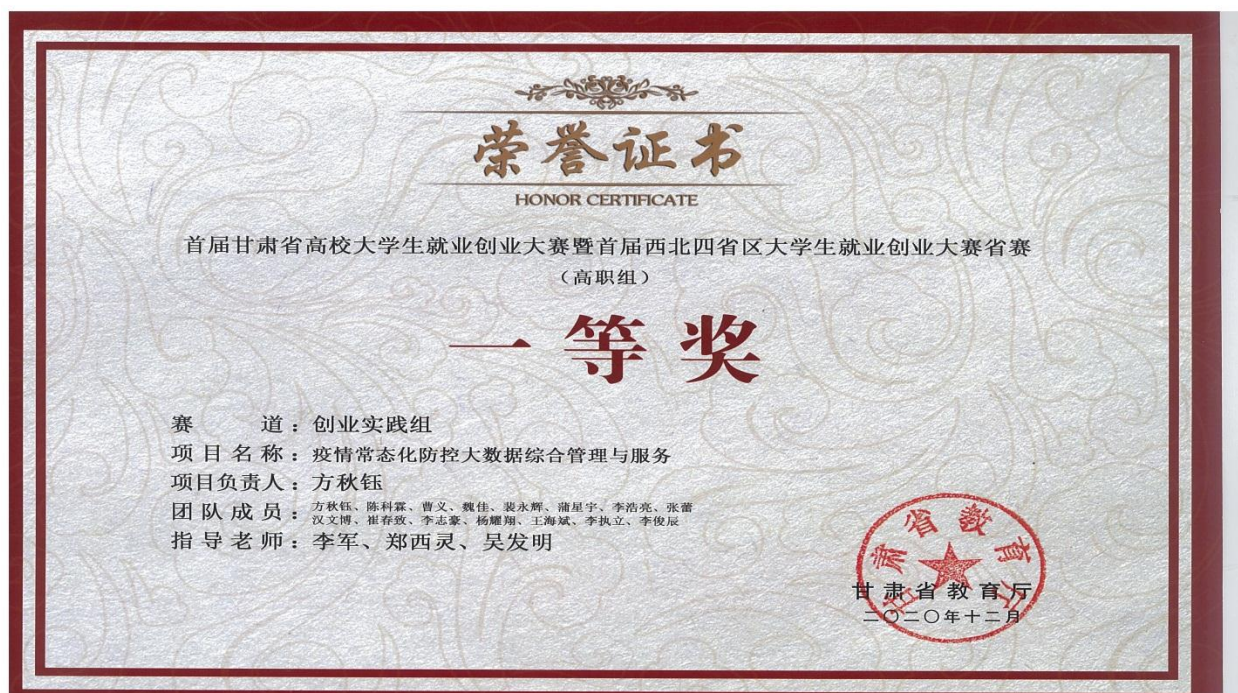 荣誉证书
HONOR CERTIFICATE
首届甘肃省高校大学生就业创业大赛暨首届西北四省区大学生就业创业大赛省赛
（高职组）
一等奖
赛道：创业实践组
项目名称：疫情常态化防控大数据综合管理与服务
项目负责人：方秋钰
团队成员：方秋钰、陈科霖、曹义、魏佳、裴永辉、蒲星宇、李浩亮、张蕾
汉文博、崔春致、李志豪、杨耀翔、王海斌、李执立、李俊辰
指导老师：李军、郑西灵、吴发明
甘肃省教育厅
甘肃省教育厅
二〇二〇年十二月